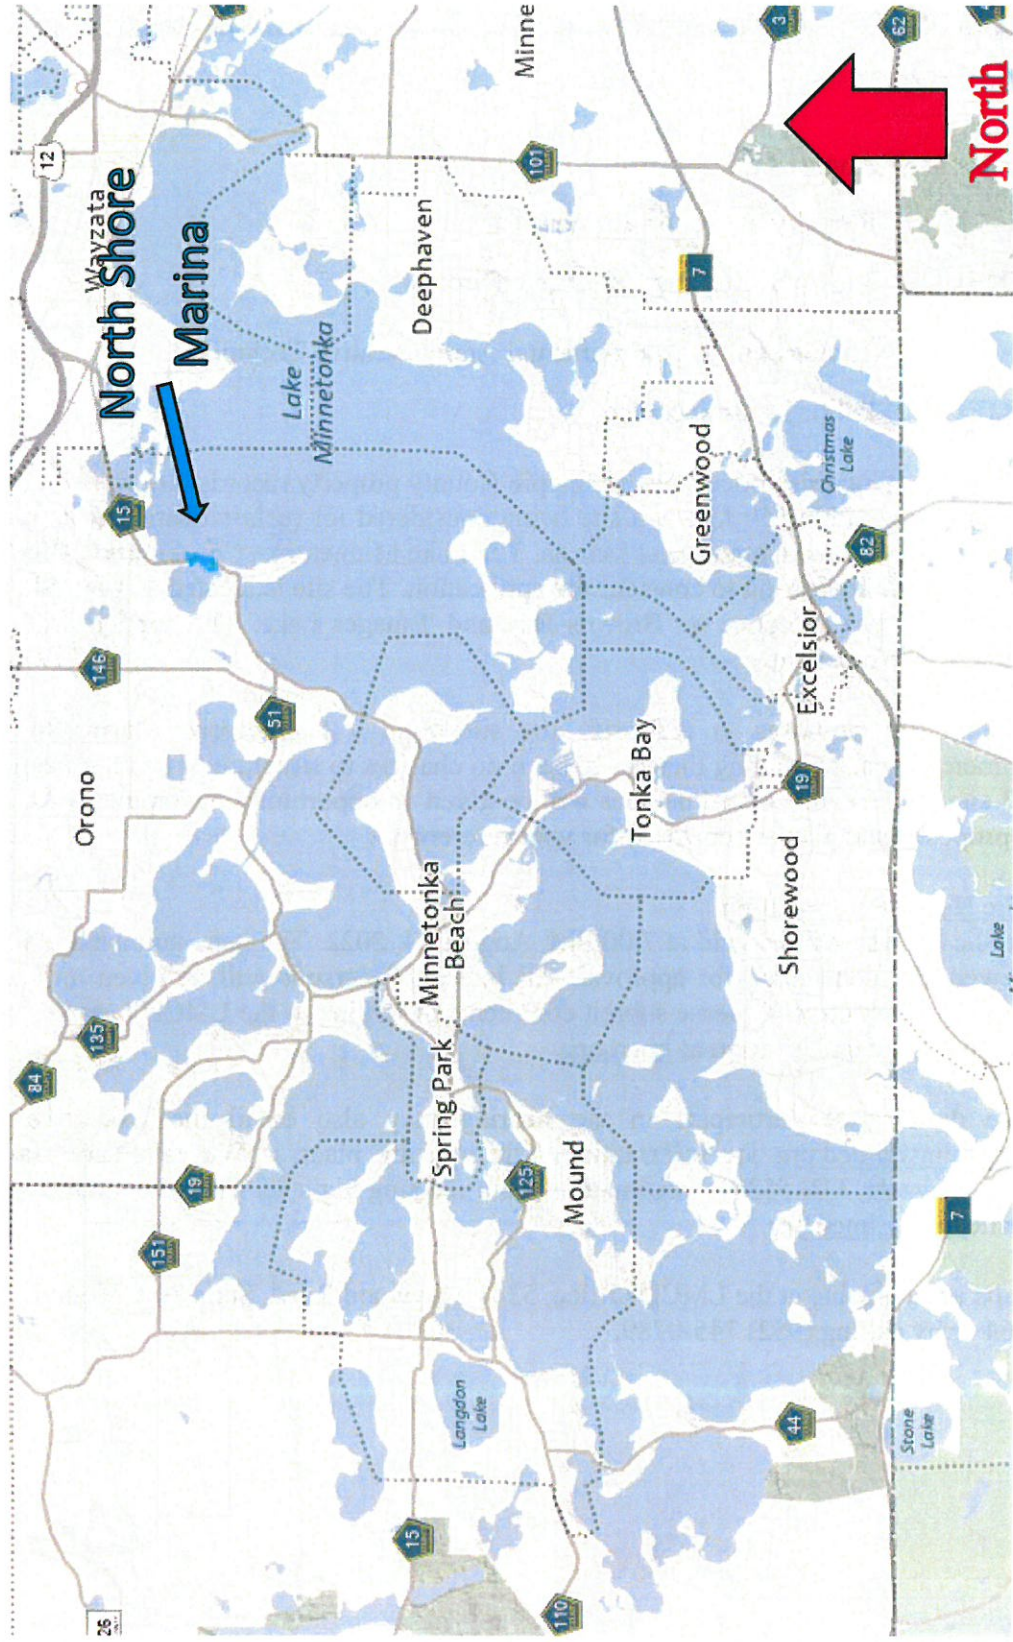 26
84
12
Orono
135
146
15
Wayzata
North Shore
Marina
151
19
51
Lake
Minnetonka
15
Langdon
Lake
Spring Park
Minnetonka
Beach
Deephaven
110
125
101
Minne
Mound
Tonka Bay
Greenwood
7
44
Shorewood
19
Excelsior
3
Christmas
Lake
82
62
Stone
Lake
7
Lake
North